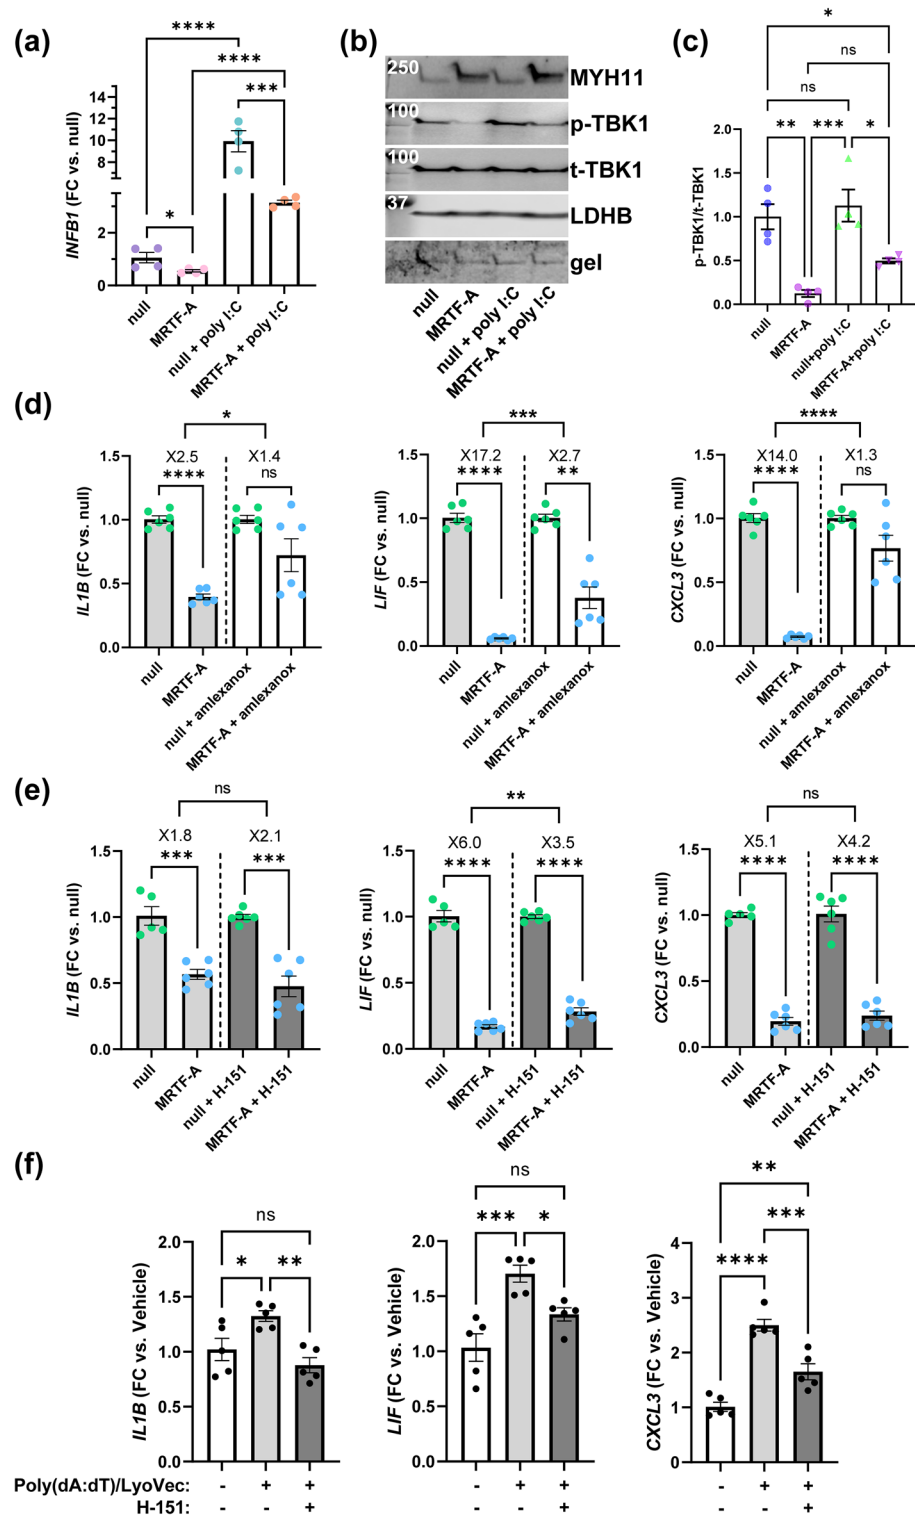 (a)
****
****
***
*
INFB1 (FC vs. null)
14
12
10
8
2
0
null
MRTF-A
null + poly I:C
MRTF-A + poly I:C
(b)
250
MYH11
100
p-TBK1
100
t-TBK1
37
LDHB
gel
null
MRTF-A
null + poly I:C
MRTF-A + poly I:C
(c)
*
ns
ns
** *** *
p-TBK1/t-TBK1
2.0
1.5
1.0
0.5
0.0
null
MRTF-A
null+poly I:C
MRTF-A+poly I:C
(d)
*
X2.5 X1.4
**** ns
IL1B (FC vs. null)
1.5
1.0
0.5
0.0
null
MRTF-A
null + amlexanox
MRTF-A + amlexanox
***
X17.2 X2.7
**** **
LIF (FC vs. null)
1.5
1.0
0.5
0.0
null
MRTF-A
null + amlexanox
MRTF-A + amlexanox
****
X14.0 X1.3
**** ns
CXCL3 (FC vs. null)
1.5
1.0
0.5
0.0
null
MRTF-A
null + amlexanox
MRTF-A + amlexanox
(e)
ns
X1.8 X2.1
*** ***
IL1B (FC vs. null)
1.5
1.0
0.5
0.0
null
MRTF-A
null + H-151
MRTF-A + H-151
**
X6.0 X3.5
**** ****
LIF (FC vs. null)
1.5
1.0
0.5
0.0
null
MRTF-A
null + H-151
MRTF-A + H-151
ns
X5.1 X4.2
**** ****
CXCL3 (FC vs. null)
1.5
1.0
0.5
0.0
null
MRTF-A
null + H-151
MRTF-A + H-151
(f)
ns
* **
IL1B (FC vs. Vehicle)
2.0
1.5
1.0
0.5
0.0
ns
*** *
LIF (FC vs. Vehicle)
2.0
1.5
1.0
0.5
0.0
**
***
****
CXCL3 (FC vs. Vehicle)
4
3
2
1
0
Poly(dA:dT)/LyoVec: - + + - + + - + +
H-151: - - + - - + - - +